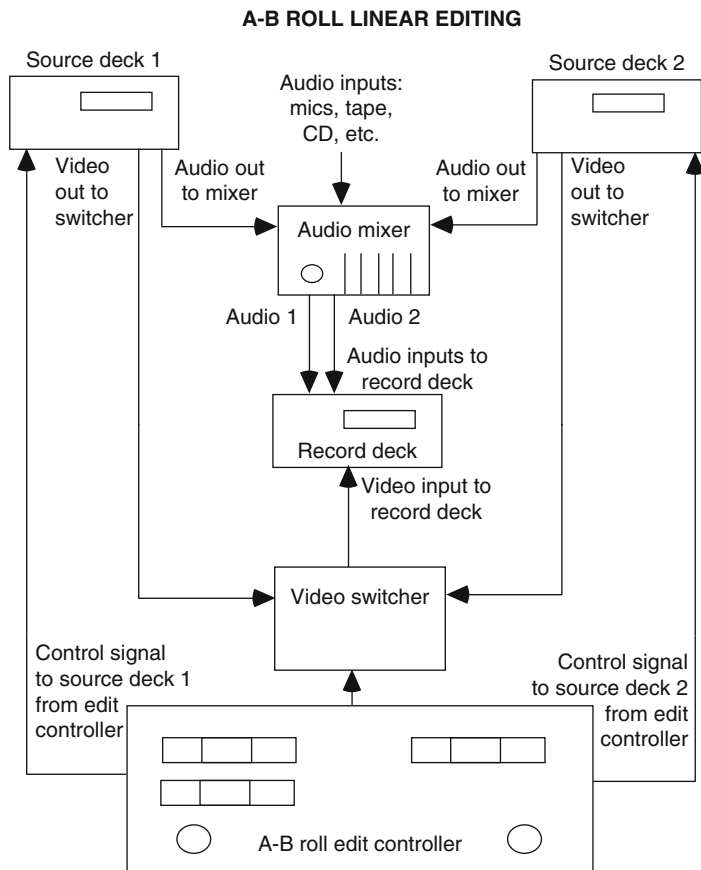 A-B ROLL LINEAR EDITING
Source deck 1
Source deck 2
Audio inputs:
mics, tape,
CD, etc.
Video
out to
switcher
Audio out
to mixer
Audio out
to mixer
Video
out to
switcher
Audio mixer
Audio 1
Audio 2
Audio inputs to
record deck
Record deck
Video input to
record deck
Video switcher
Control signal
to source deck 1
from edit
controller
Control signal
to source deck 2
from edit
controller
A-B roll edit controller